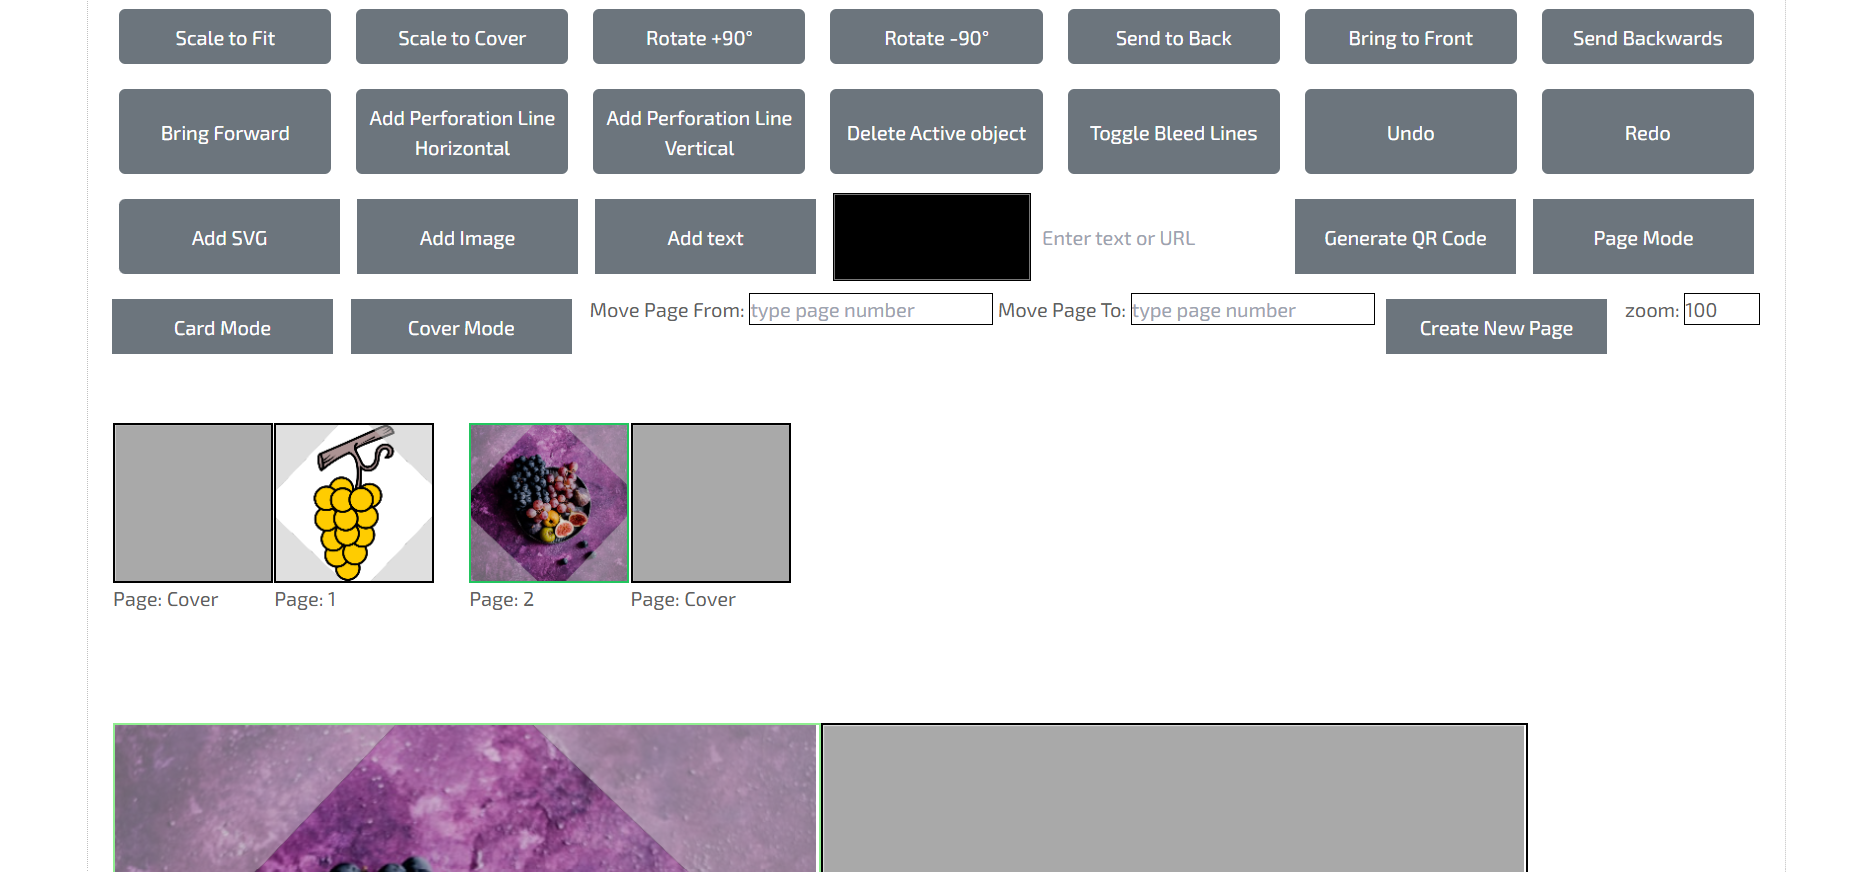 Scale to Fit
Scale to Cover
Rotate +90°
Rotate -90°
Send to Back
Bring to Front
Send Backwards
Bring Forward
Add Perforation Line
Horizontal
Add Perforation Line
Vertical
Delete Active object
Toggle Bleed Lines
Undo
Redo
Add SVG
Add Image
Add text
Enter text or URL
Generate QR Code
Page Mode
Card Mode
Cover Mode
Move Page From: type page number
Move Page To: type page number
Create New Page
zoom: 100
Page: Cover
Page: 1
Page: 2
Page: Cover